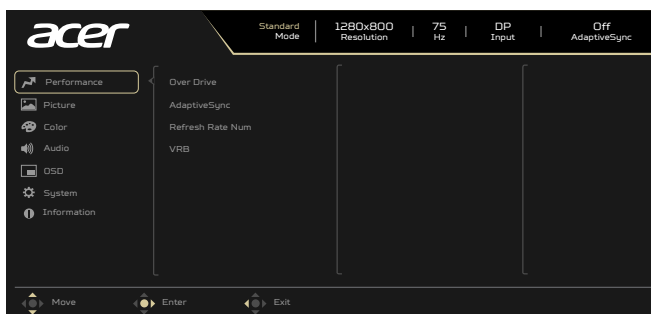 acer
Standard Mode
1280x800 Resolution
75 Hz
DP Input
Off AdaptiveSync
Performance
Picture
Color
Audio
OSD
System
Information
Over Drive
AdaptiveSync
Refresh Rate Num
VRB
Move
Enter
Exit